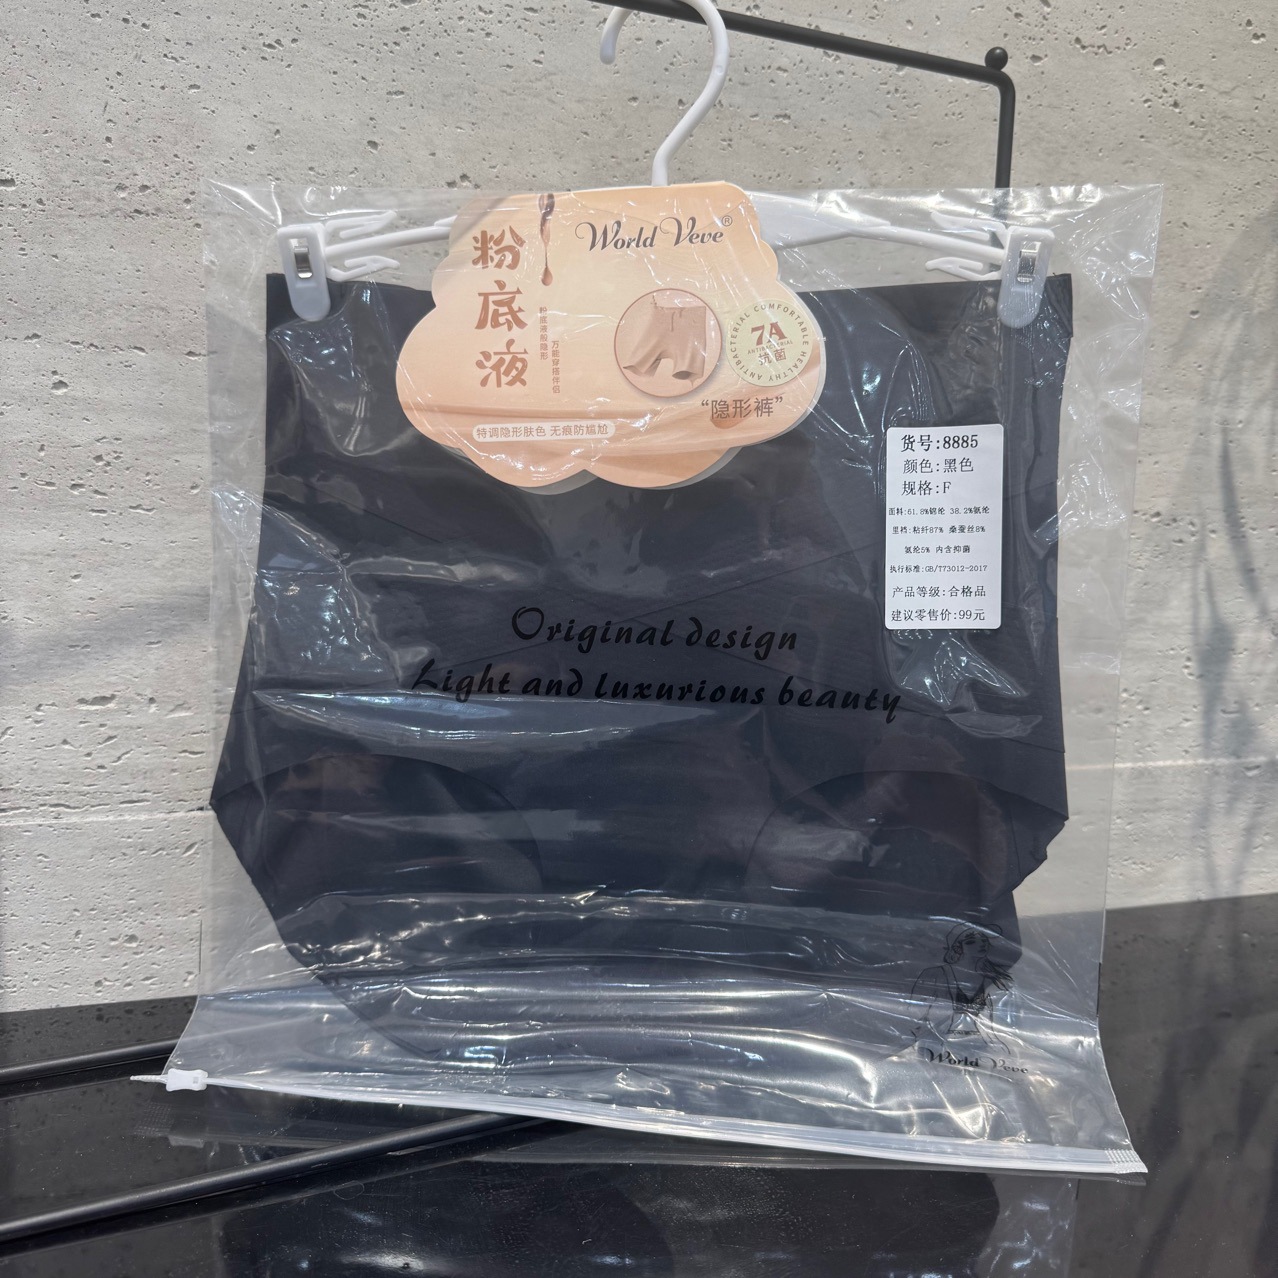 World Veve®
粉底液
粉底液般隐形
万能穿搭伴侣
ANTIBACTERIAL COMFORTABLE HEALTHY
7A
ANTIBACTERIAL
抗菌
“隐形裤”
特调隐形肤色 无痕防尴尬
货号:8885
颜色:黑色
规格:F
面料:61.8%锦纶 38.2%氨纶
里裆:粘纤87% 桑蚕丝8%
氨纶5% 内含抑菌
执行标准:GB/T73012-2017
产品等级:合格品
建议零售价:99元
Original design
Light and luxurious beauty
World Veve